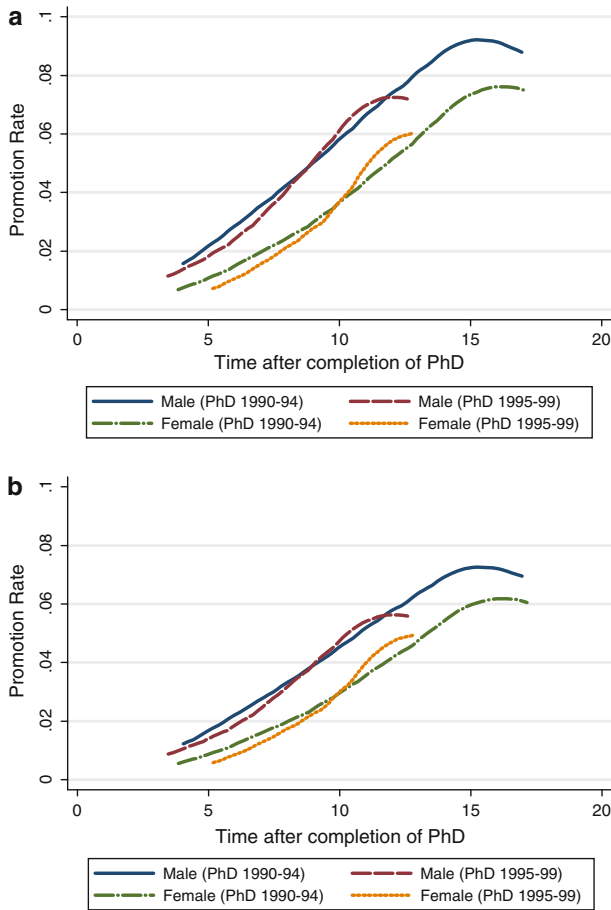 a
.1
.08
.06
.04
.02
0
Promotion Rate
0 5 10 15 20
Time after completion of PhD
Male (PhD 1990-94) Male (PhD 1995-99)
Female (PhD 1990-94) Female (PhD 1995-99)
b
.1
.08
.06
.04
.02
0
Promotion Rate
0 5 10 15 20
Time after completion of PhD
Male (PhD 1990-94) Male (PhD 1995-99)
Female (PhD 1990-94) Female (PhD 1995-99)